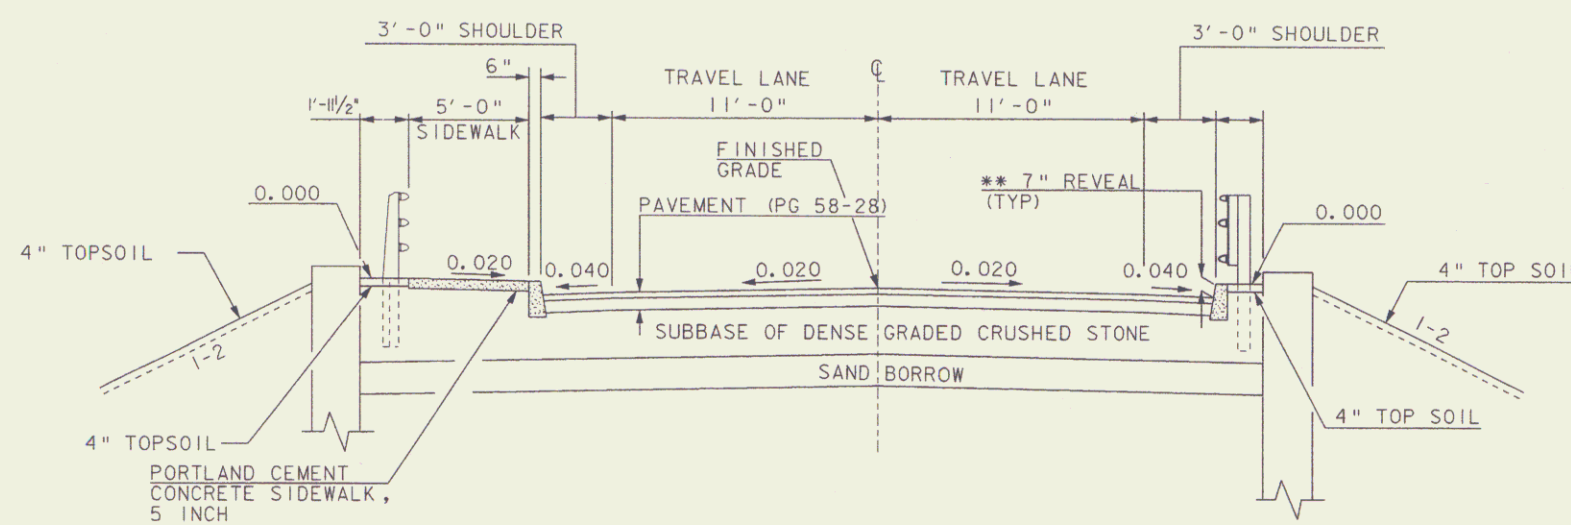 3'-0" SHOULDER
3'-0" SHOULDER
6"
TRAVEL LANE
11'-0"
℄
TRAVEL LANE
11'-0"
1'-11½"
5'-0"
SIDEWALK
FINISHED
GRADE
** 7" REVEAL
(TYP)
0.000
PAVEMENT (PG 58-28)
0.000
4" TOPSOIL
0.020
0.040
0.020
0.020
0.040
4" TOP SOIL
1-2
SUBBASE OF DENSE GRADED CRUSHED STONE
1-2
SAND BORROW
4" TOPSOIL
4" TOP SOIL
PORTLAND CEMENT
CONCRETE SIDEWALK,
5 INCH